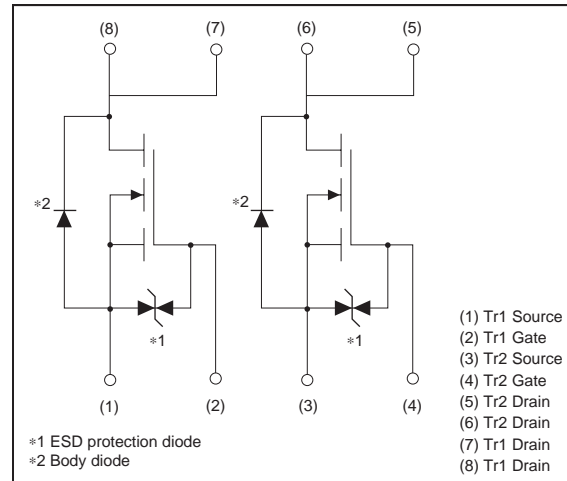 (8) (7) (6) (5)
*2 *2
*1 *1
(1) (2) (3) (4)
*1 ESD protection diode
*2 Body diode
(1) Tr1 Source
(2) Tr1 Gate
(3) Tr2 Source
(4) Tr2 Gate
(5) Tr2 Drain
(6) Tr2 Drain
(7) Tr1 Drain
(8) Tr1 Drain